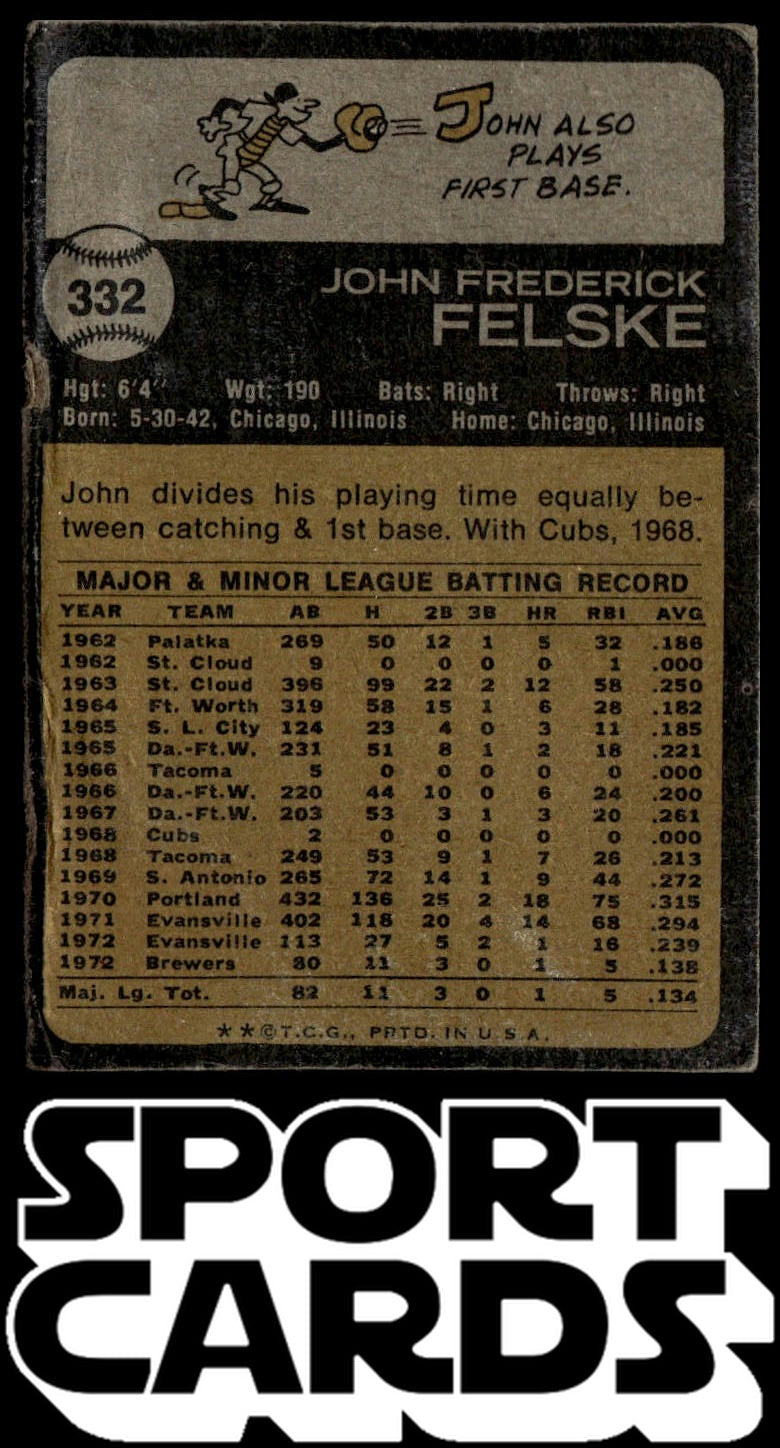 JOHN ALSO
PLAYS
FIRST BASE.
332
JOHN FREDERICK
FELSKE
Hgt: 6'4" Wgt: 190 Bats: Right Throws: Right
Born: 5-30-42, Chicago, Illinois Home: Chicago, Illinois
John divides his playing time equally be-
tween catching & 1st base. With Cubs, 1968.
MAJOR & MINOR LEAGUE BATTING RECORD
YEAR TEAM AB H 2B 3B HR RBI AVG
1962 Palatka 269 50 12 1 5 32 .186
1962 St. Cloud 9 0 0 0 0 1 .000
1963 St. Cloud 396 99 22 2 12 58 .250
1964 Ft. Worth 319 58 15 1 6 28 .182
1965 S. L. City 124 23 4 0 3 11 .185
1965 Da.-Ft.W. 231 51 8 1 2 18 .221
1966 Tacoma 5 0 0 0 0 0 .000
1966 Da.-Ft.W. 220 44 10 0 6 24 .200
1967 Da.-Ft.W. 203 53 3 1 3 20 .261
1968 Cubs 2 0 0 0 0 0 .000
1968 Tacoma 249 53 9 1 7 26 .213
1969 S. Antonio 265 72 14 1 9 44 .272
1970 Portland 432 136 25 2 18 75 .315
1971 Evansville 402 118 20 4 14 68 .294
1972 Evansville 113 27 5 2 1 16 .239
1972 Brewers 80 11 3 0 1 5 .138
Maj. Lg. Tot. 82 11 3 0 1 5 .134
**©T.C.G., PRTD. IN U.S.A.
SPORT
CARDS